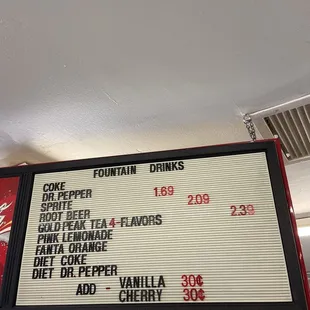 FOUNTAIN DRINKS
COKE
DR. PEPPER 1.69
SPRITE 2.09
ROOT BEER 2.39
GOLD PEAK TEA 4-FLAVORS
PINK LEMONADE
FANTA ORANGE
DIET COKE
DIET DR. PEPPER
ADD - VANILLA 30¢
CHERRY 30¢